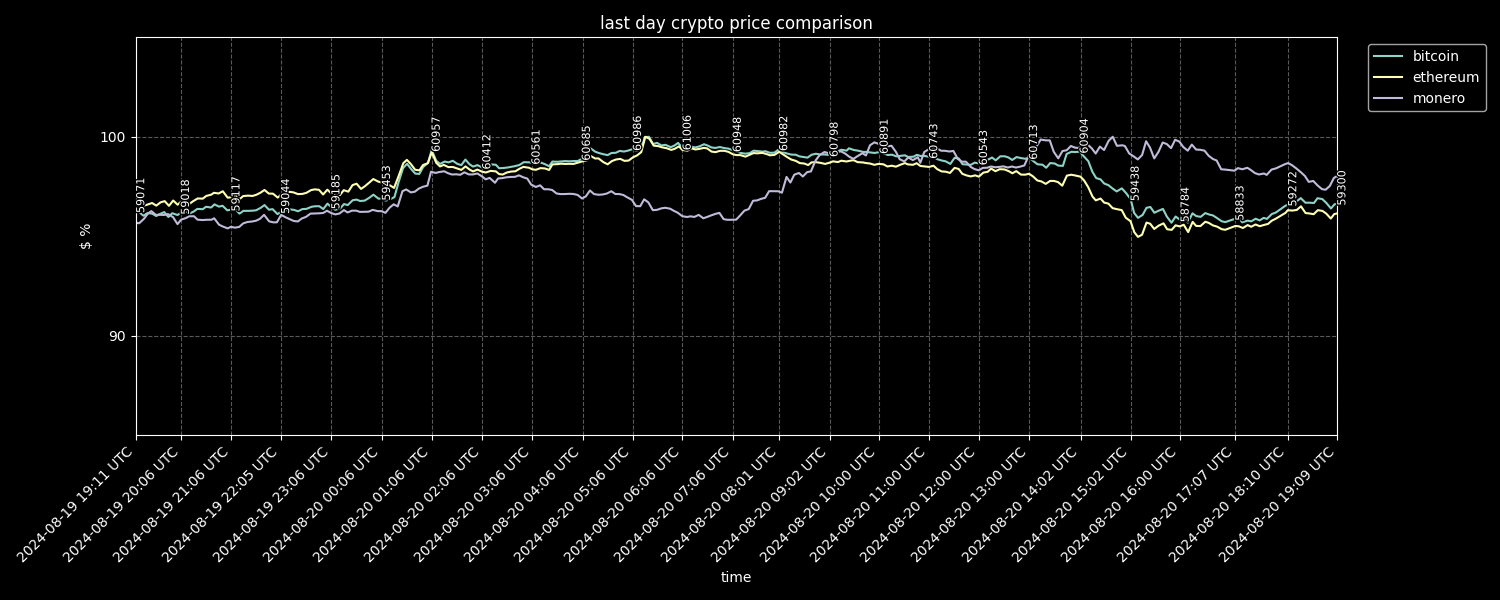 last day crypto price comparison
bitcoin
ethereum
monero
100
90
$ %
59071
59018
59117
59044
59185
59453
60957
60412
60561
60685
60986
61006
60948
60982
60798
60891
60743
60543
60713
60904
59438
58784
58833
59272
59300
2024-08-19 19:11 UTC
2024-08-19 20:06 UTC
2024-08-19 21:06 UTC
2024-08-19 22:05 UTC
2024-08-19 23:06 UTC
2024-08-20 00:06 UTC
2024-08-20 01:06 UTC
2024-08-20 02:06 UTC
2024-08-20 03:06 UTC
2024-08-20 04:06 UTC
2024-08-20 05:06 UTC
2024-08-20 06:06 UTC
2024-08-20 07:06 UTC
2024-08-20 08:01 UTC
2024-08-20 09:02 UTC
2024-08-20 10:00 UTC
2024-08-20 11:00 UTC
2024-08-20 12:00 UTC
2024-08-20 13:00 UTC
2024-08-20 14:02 UTC
2024-08-20 15:02 UTC
2024-08-20 16:00 UTC
2024-08-20 17:07 UTC
2024-08-20 18:10 UTC
2024-08-20 19:09 UTC
time